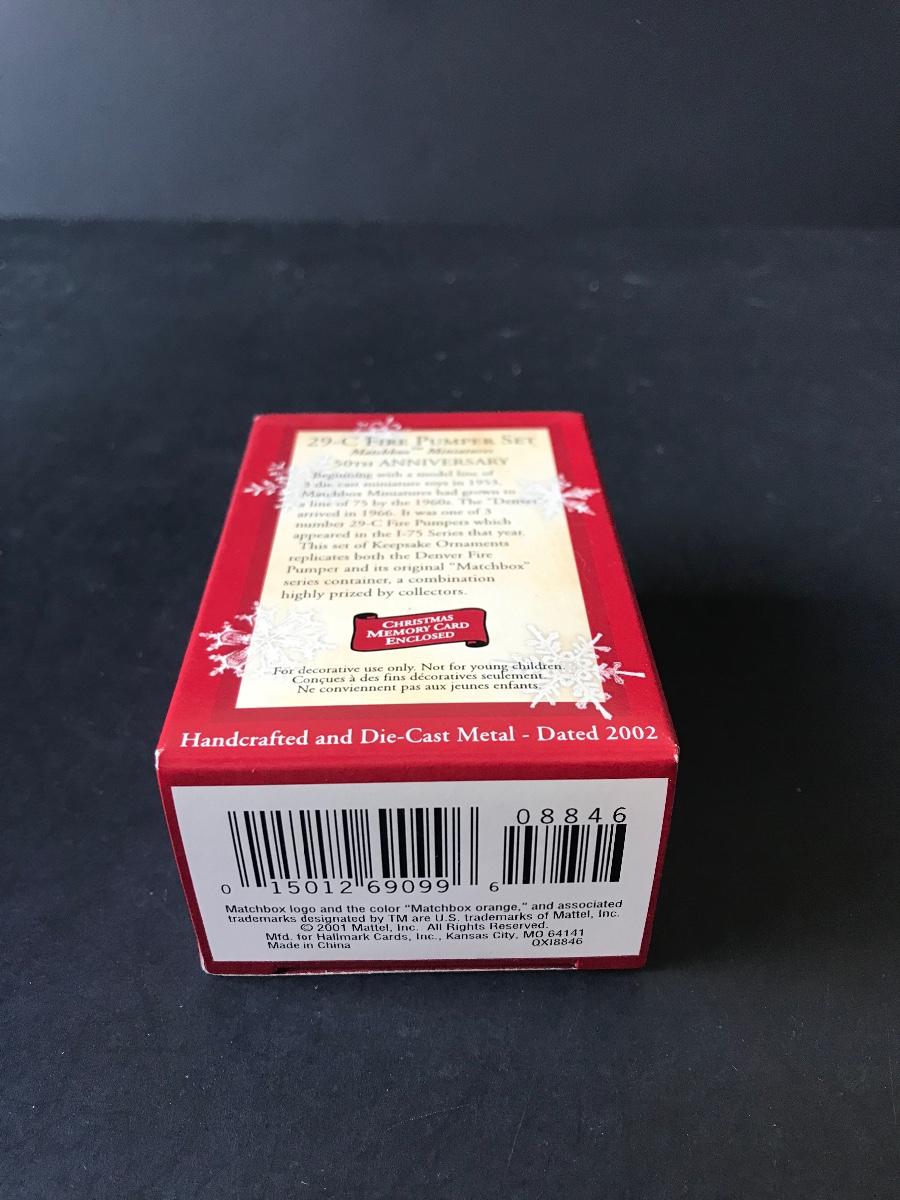 29-C Fire Pumper Set
Matchbox™ Miniatures
50th ANNIVERSARY
Beginning with a model line of
3 die cast miniature toys in 1953,
Matchbox Miniatures had grown to
a line of 75 by the 1960s. The "Denver"
arrived in 1966. It was one of 3
number 29-C Fire Pumpers which
appeared in the 1-75 Series that year.
This set of Keepsake Ornaments
replicates both the Denver Fire
Pumper and its original "Matchbox"
series container, a combination
highly prized by collectors.
CHRISTMAS
MEMORY CARD
ENCLOSED
For decorative use only. Not for young children.
Conçues à des fins décoratives seulement.
Ne conviennent pas aux jeunes enfants.
Handcrafted and Die-Cast Metal - Dated 2002
08846
0 15012 69099 6
Matchbox logo and the color "Matchbox orange," and associated
trademarks designated by TM are U.S. trademarks of Mattel, Inc.
© 2001 Mattel, Inc. All Rights Reserved.
Mfd. for Hallmark Cards, Inc., Kansas City, MO 64141
Made in China QXI8846